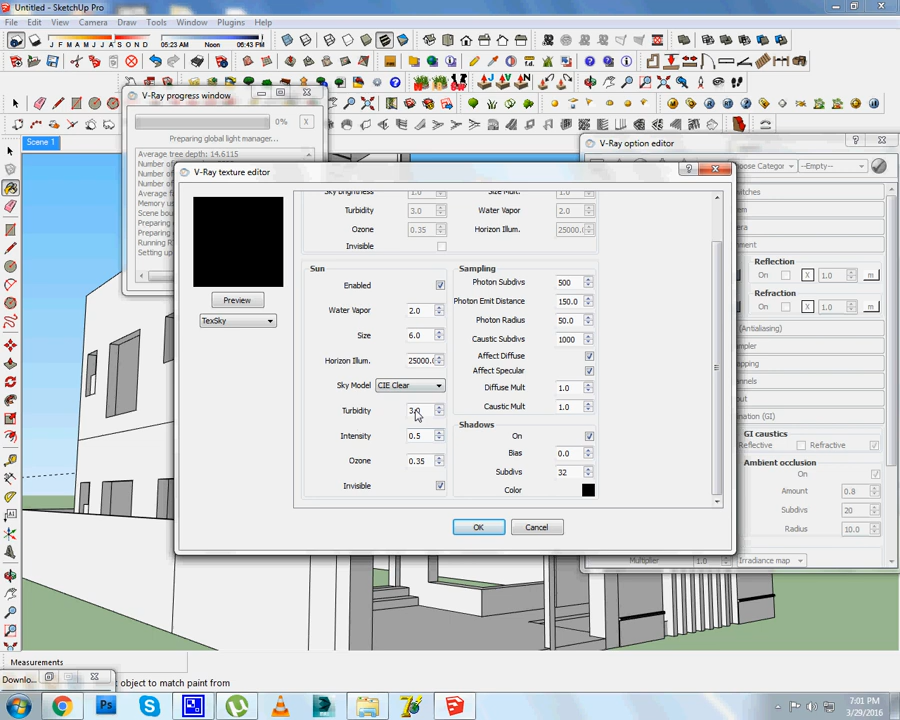 Untitled - SketchUp Pro
File Edit View Camera Draw Tools Window Plugins Help
J F M A M J J A S O N D 05:23 AM Noon 06:43 PM
V-Ray progress window
0% X
Preparing global light manager...
Average tree depth: 14.6115
Scene 1
V-Ray option editor
V-Ray texture editor
Turbidity 3.0 Water Vapor 2.0
Ozone 0.35 Horizon Illum. 25000.
Invisible
Preview
TexSky
Sun
Enabled
Water Vapor 2.0
Size 6.0
Horizon Illum. 25000.
Sky Model CIE Clear
Turbidity
Intensity 0.5
Ozone 0.35
Invisible
Sampling
Photon Subdivs 500
Photon Emit Distance 150.0
Photon Radius 50.0
Caustic Subdivs 1000
Affect Diffuse
Affect Specular
Diffuse Mult 1.0
Caustic Mult 1.0
Shadows
On
Bias 0.0
Subdivs 32
Color
OK Cancel
--Empty--
Reflection
On X 1.0 m
Refraction
On X 1.0 m
(Antialiasing)
(GI)
GI caustics
Reflective Refractive
Ambient occlusion
On
Amount 0.8
Subdivs 20
Radius 10.0
Multiplier 1.0 Irradiance map
Measurements
Downlo...
object to match paint from
7:01 PM
3/29/2016